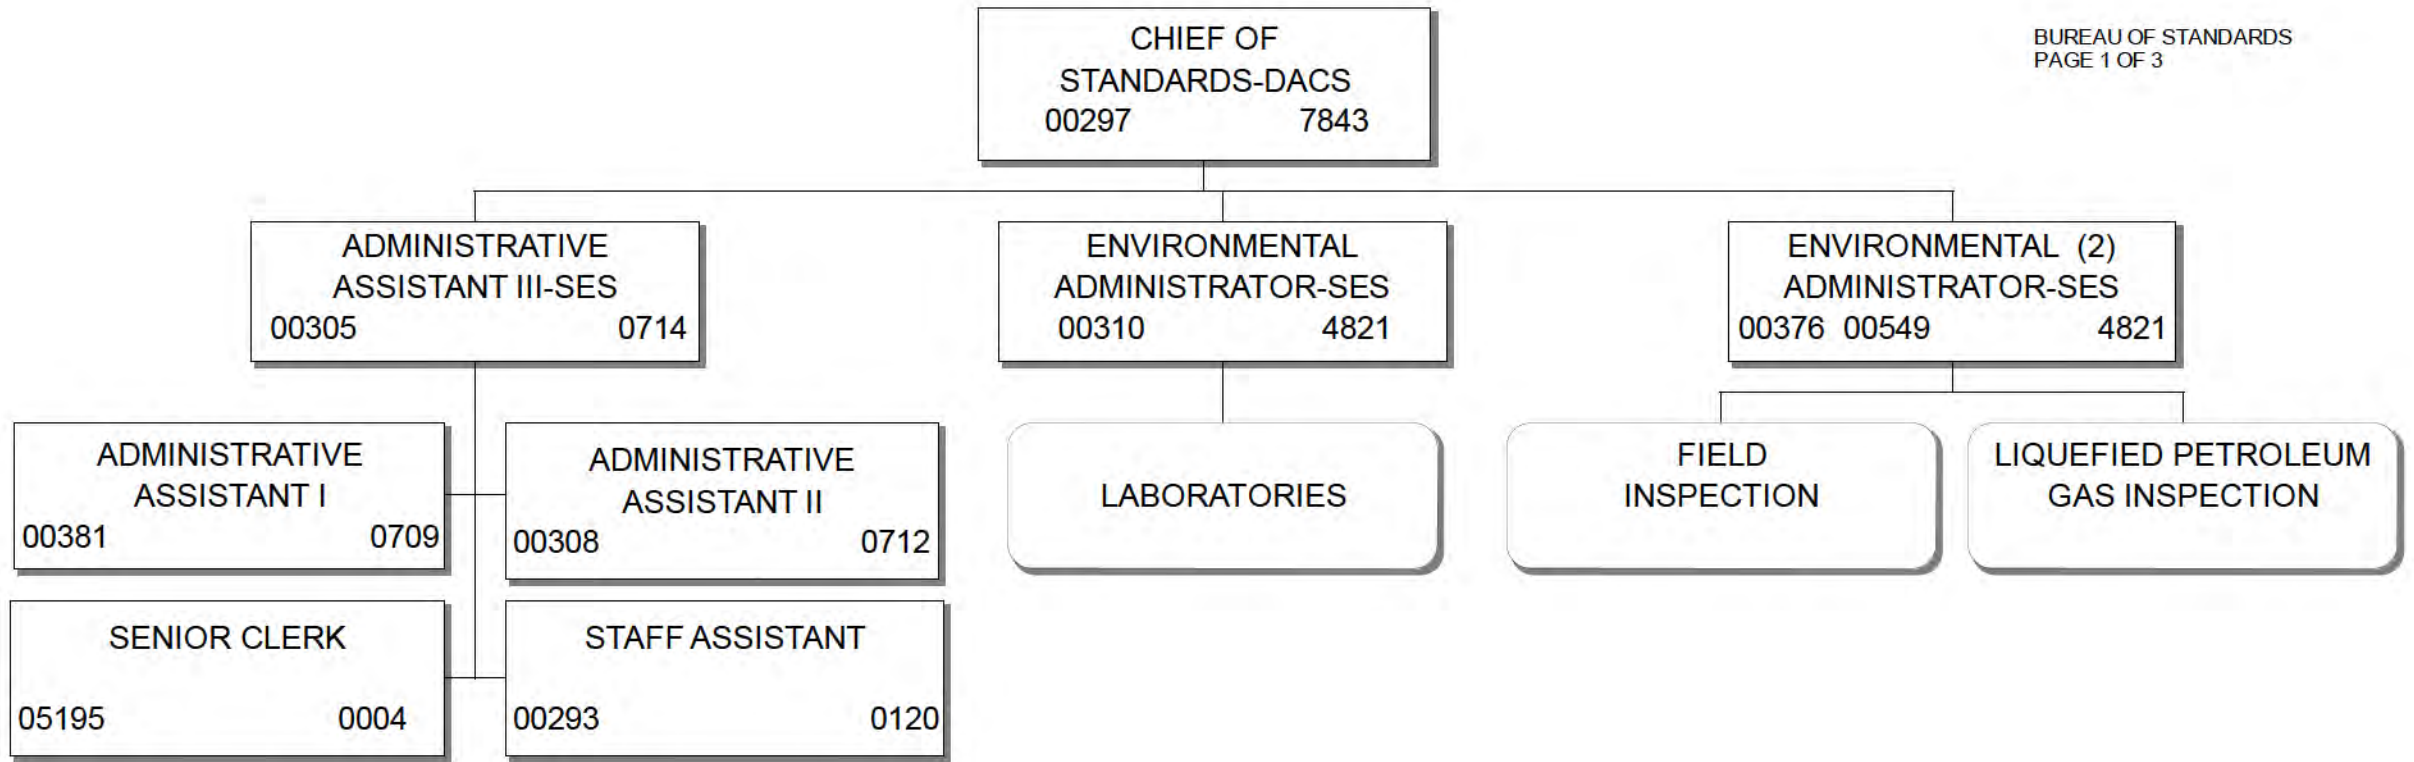 CHIEF OF
STANDARDS-DACS
00297 7843
BUREAU OF STANDARDS
PAGE 1 OF 3
ADMINISTRATIVE
ASSISTANT III-SES
00305 0714
ENVIRONMENTAL
ADMINISTRATOR-SES
00310 4821
ENVIRONMENTAL (2)
ADMINISTRATOR-SES
00376 00549 4821
ADMINISTRATIVE
ASSISTANT I
00381 0709
ADMINISTRATIVE
ASSISTANT II
00308 0712
LABORATORIES
FIELD
INSPECTION
LIQUEFIED PETROLEUM
GAS INSPECTION
SENIOR CLERK
05195 0004
STAFF ASSISTANT
00293 0120